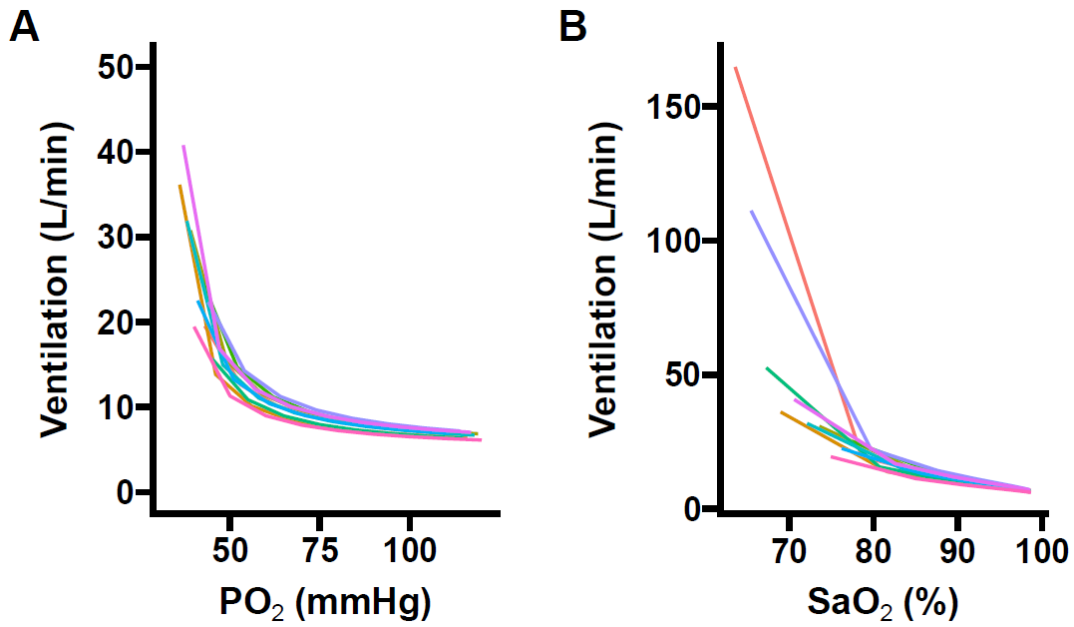 A
Ventilation (L/min)
50
40
30
20
10
0
50 75 100
PO₂ (mmHg)
B
Ventilation (L/min)
150
100
50
0
70 80 90 100
SaO₂ (%)